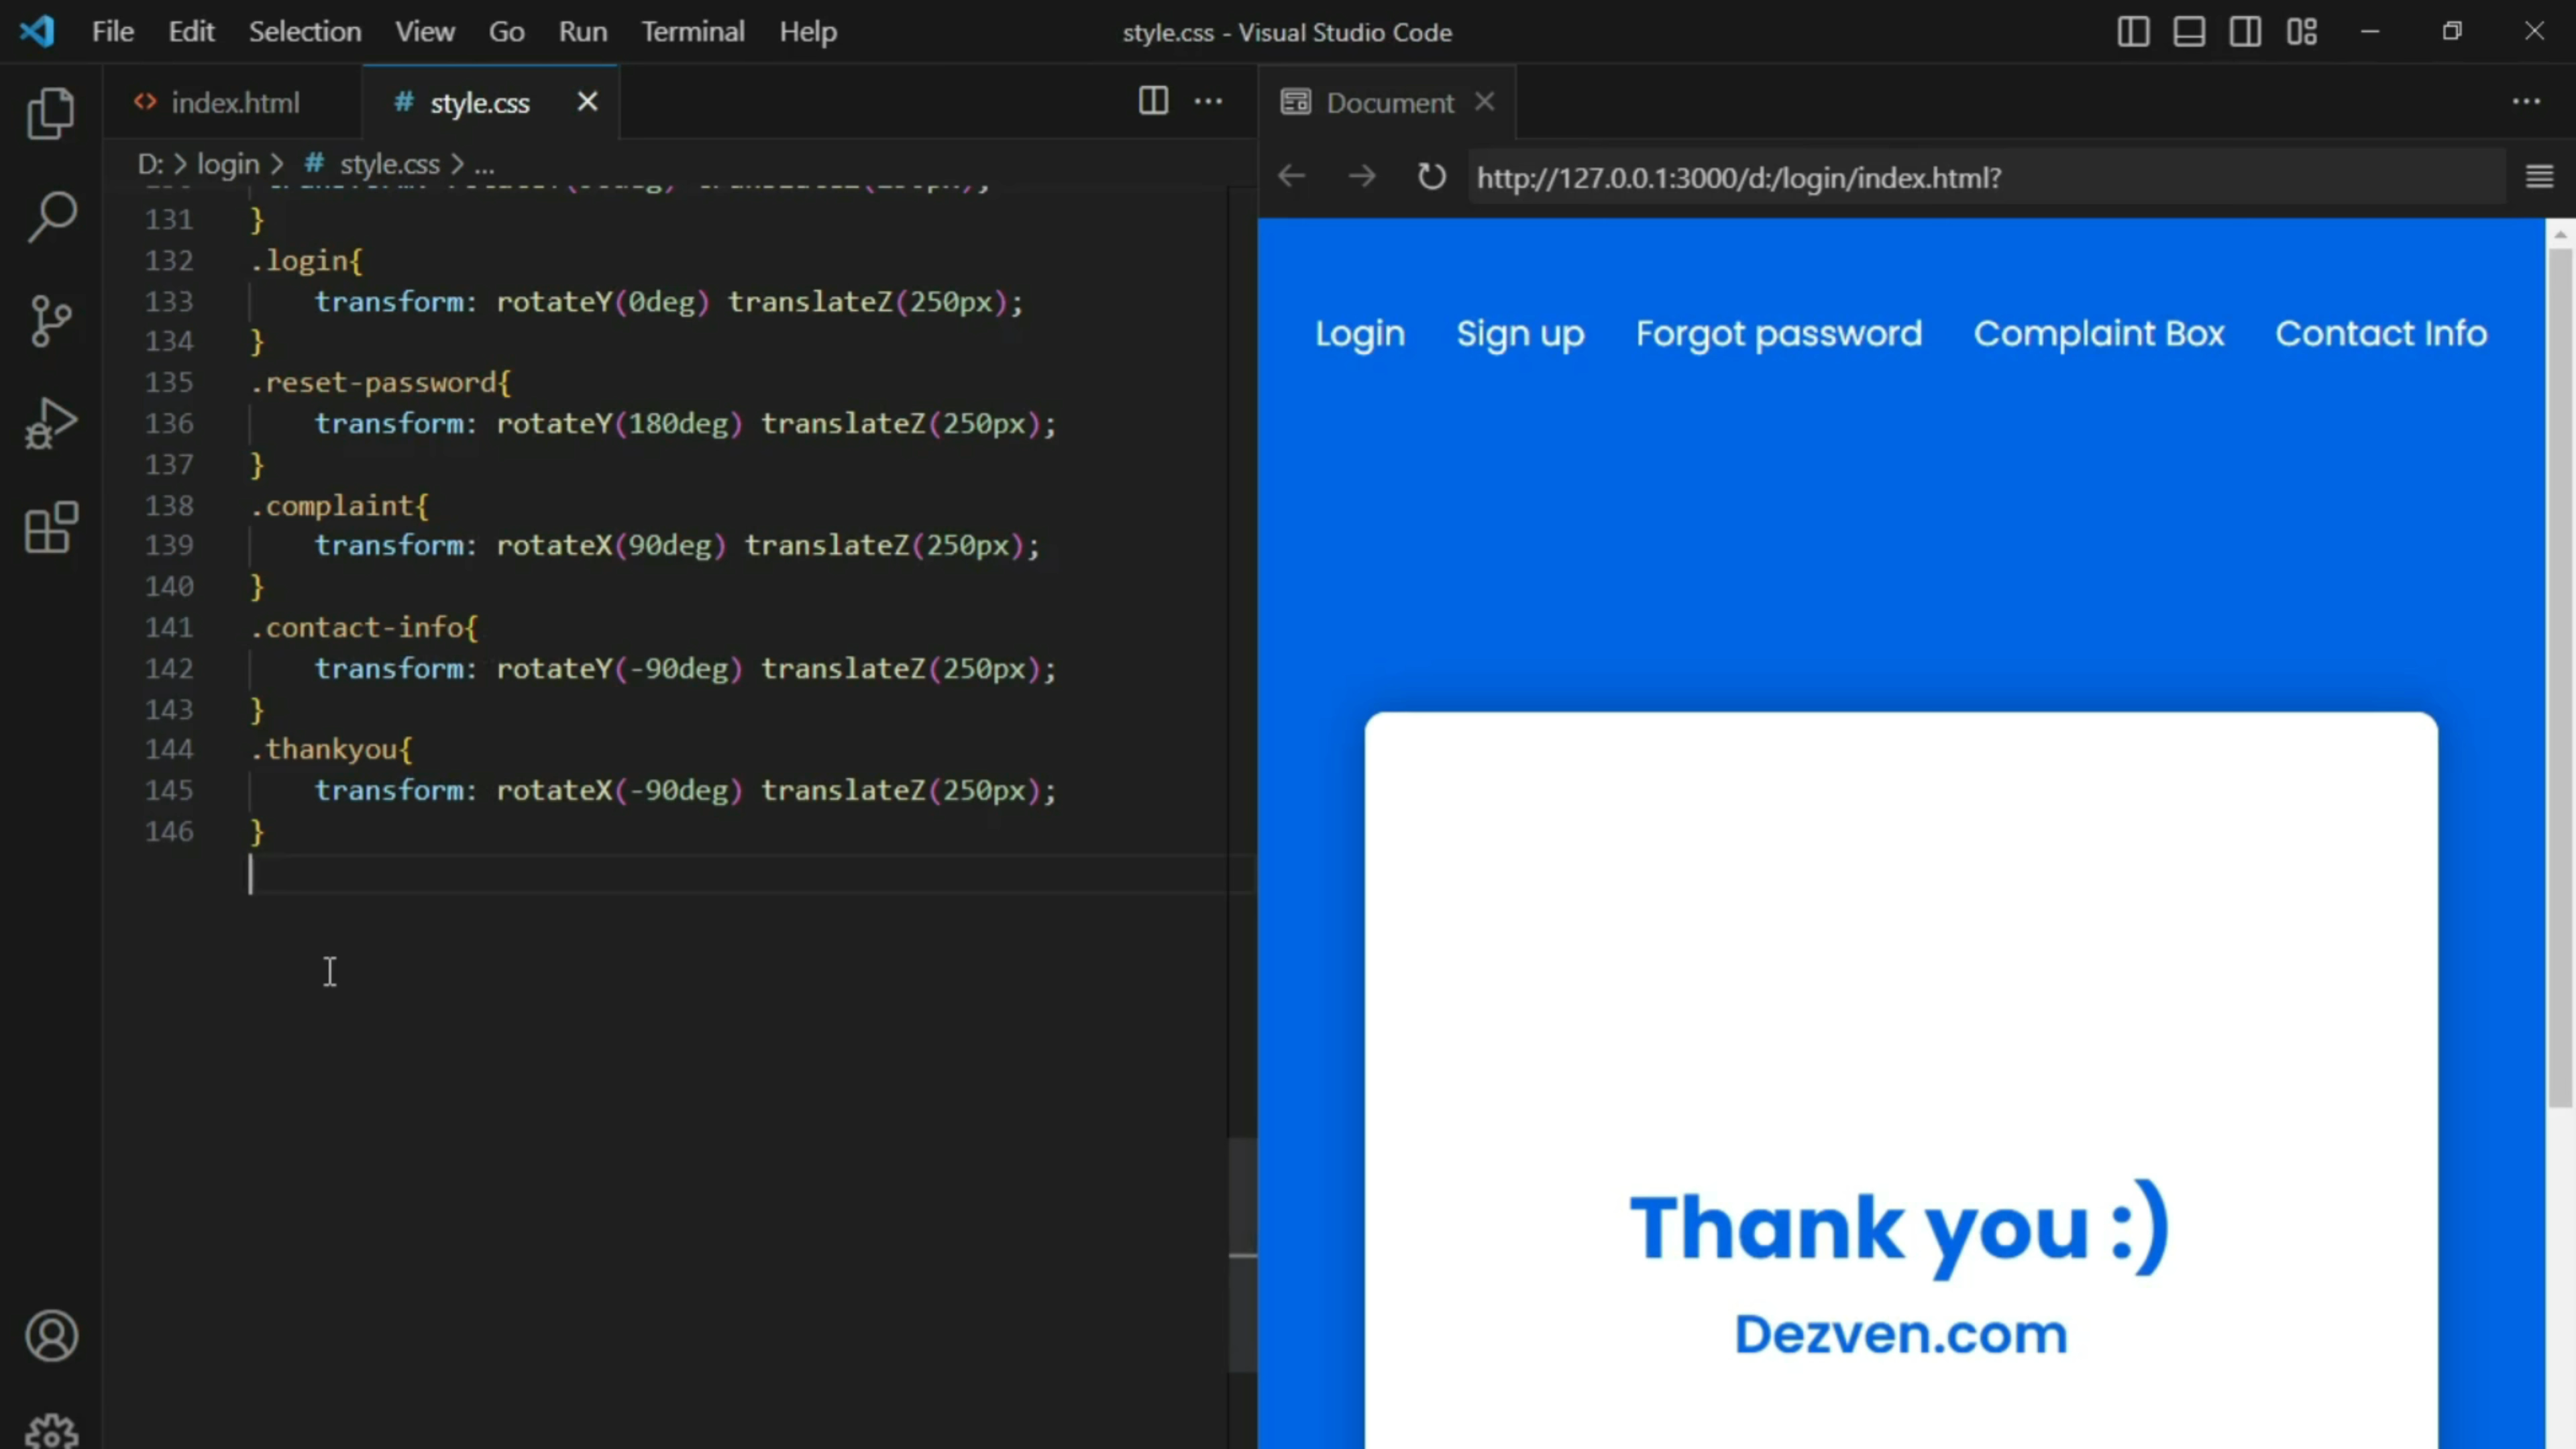 File Edit Selection View Go Run Terminal Help
style.css - Visual Studio Code
index.html
# style.css
Document
D: > login > # style.css > ...
http://127.0.0.1:3000/d:/login/index.html?
131 }
132 .login{
133 transform: rotateY(0deg) translateZ(250px);
134 }
135 .reset-password{
136 transform: rotateY(180deg) translateZ(250px);
137 }
138 .complaint{
139 transform: rotateX(90deg) translateZ(250px);
140 }
141 .contact-info{
142 transform: rotateY(-90deg) translateZ(250px);
143 }
144 .thankyou{
145 transform: rotateX(-90deg) translateZ(250px);
146 }
Login Sign up Forgot password Complaint Box Contact Info
Thank you :)
Dezven.com